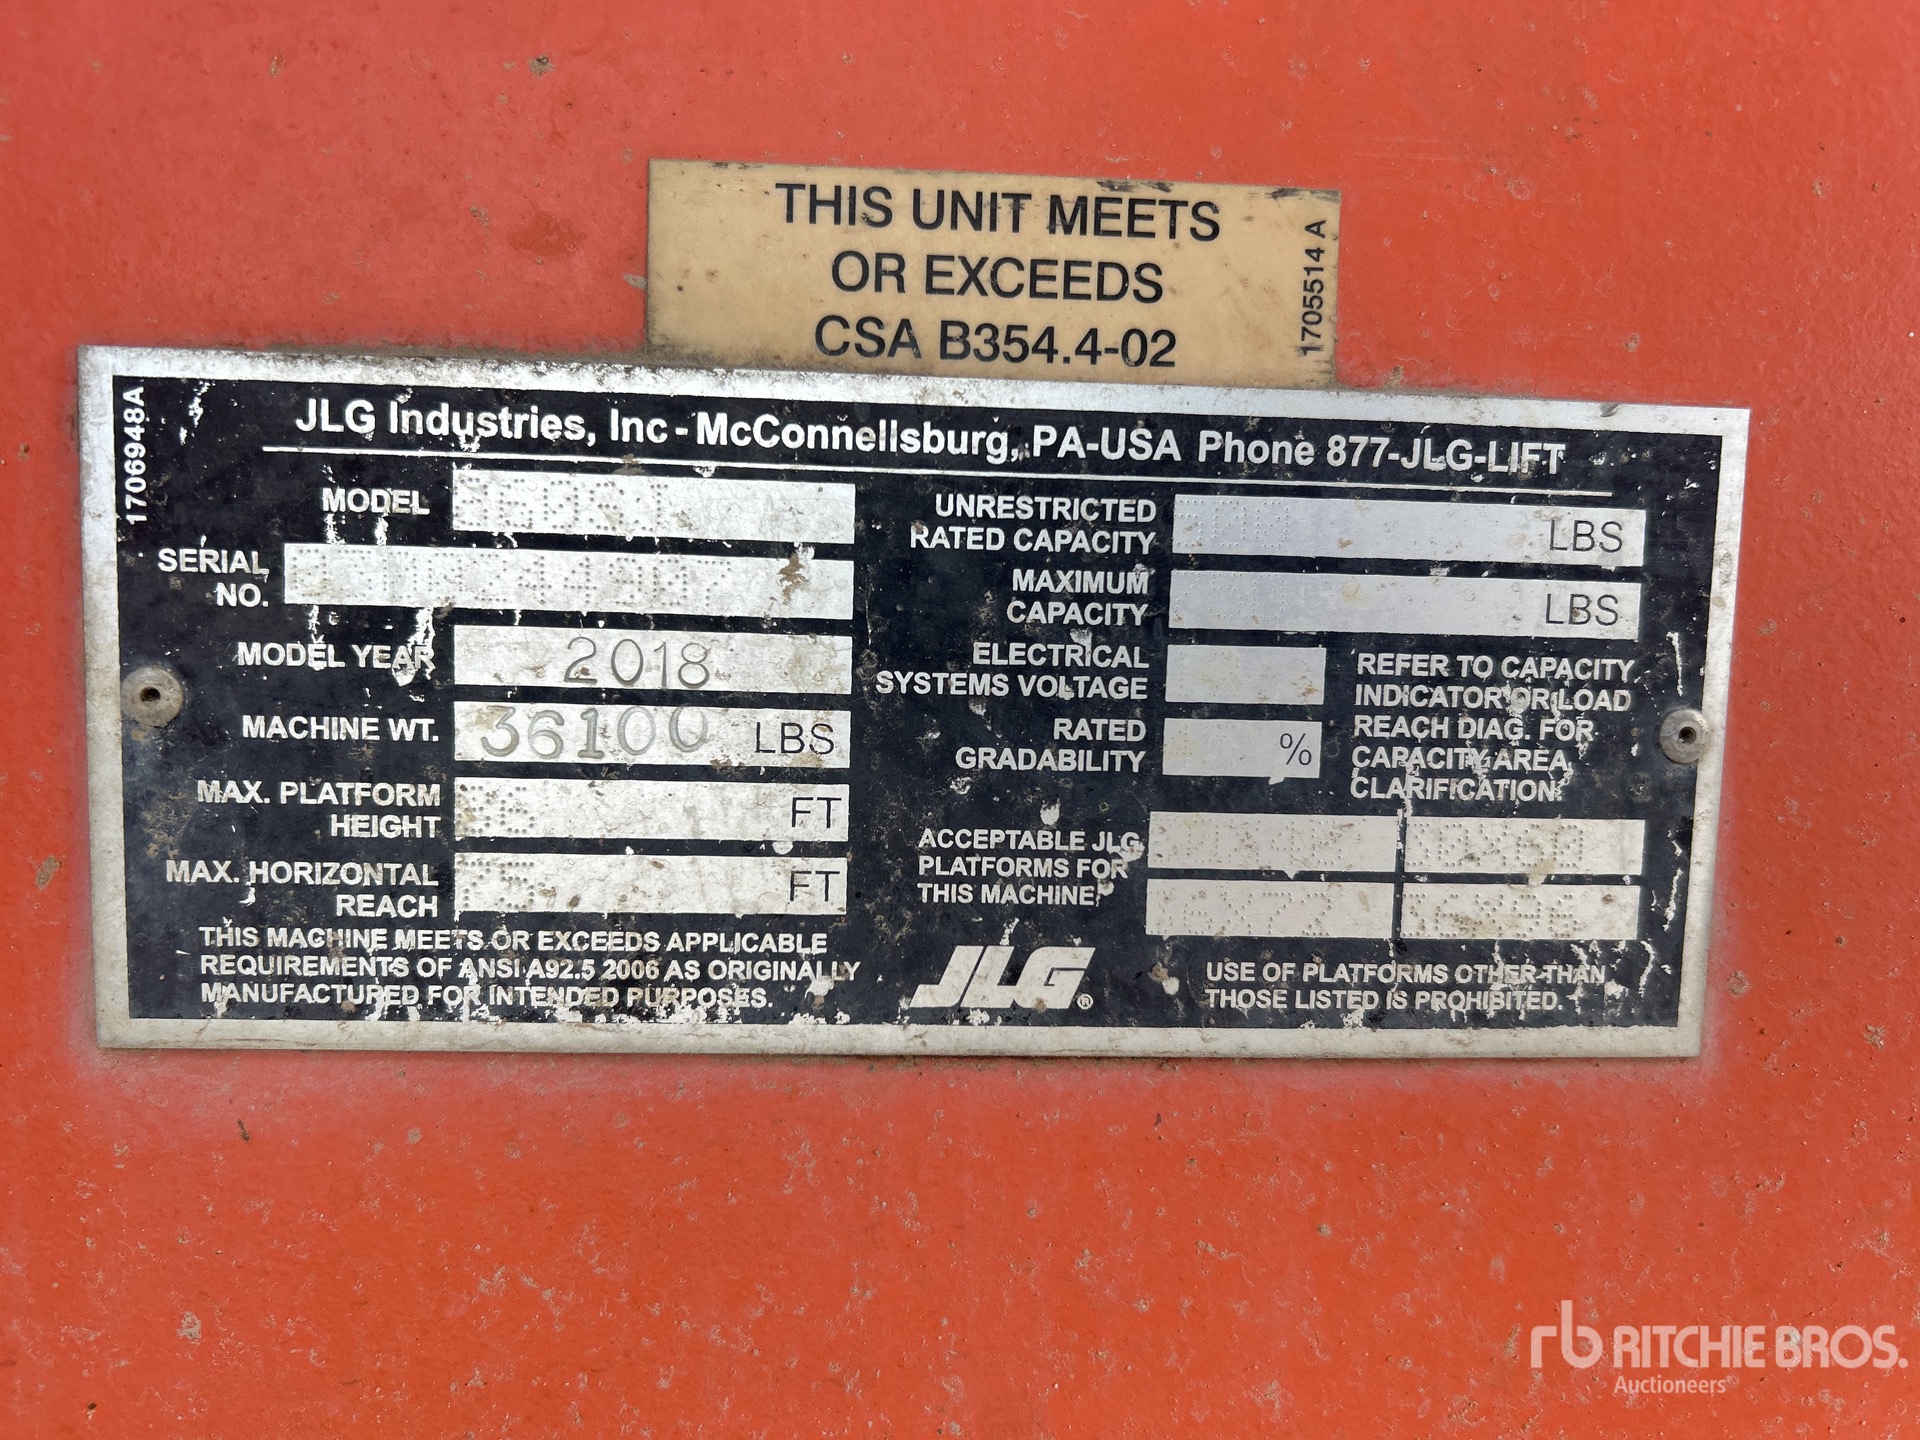 THIS UNIT MEETS
OR EXCEEDS
CSA B354.4-02
1705514 A
1706948A
JLG Industries, Inc - McConnellsburg, PA-USA Phone 877-JLG-LIFT
MODEL
SERIAL
NO.
MODEL YEAR 2018
MACHINE WT. 36100 LBS
MAX. PLATFORM
HEIGHT FT
MAX. HORIZONTAL
REACH 75 FT
THIS MACHINE MEETS OR EXCEEDS APPLICABLE
REQUIREMENTS OF ANSI A92.5 2006 AS ORIGINALLY
MANUFACTURED FOR INTENDED PURPOSES.
UNRESTRICTED
RATED CAPACITY LBS
MAXIMUM
CAPACITY LBS
ELECTRICAL
SYSTEMS VOLTAGE
RATED
GRADABILITY %
REFER TO CAPACITY
INDICATOR OR LOAD
REACH DIAG. FOR
CAPACITY AREA
CLARIFICATION.
ACCEPTABLE JLG
PLATFORMS FOR
THIS MACHINE
36X72 36X96
JLG®
USE OF PLATFORMS OTHER THAN
THOSE LISTED IS PROHIBITED.
rb RITCHIE BROS.
Auctioneers